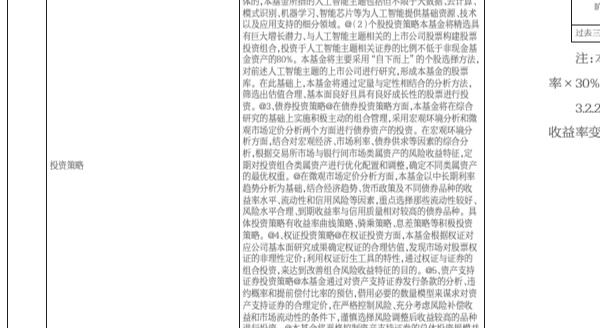 体的,本基金所指的人工智能主题包括但不限于大数据、云计算、
模式识别、机器学习、智能芯片等为人工智能提供基础资源、技术
以及应用支持的细分领域。@(2)个股投资策略本基金将精选具
有巨大增长潜力、与人工智能主题相关的上市公司股票构建股票
投资组合,投资于人工智能主题相关证券的比例不低于非现金基
金资产的80%。本基金将主要采用“自下而上”的个股选择方法,
对前述人工智能主题的上市公司进行研究,形成本基金的股票
库。在此基础上,本基金将通过定量与定性相结合的分析方法,
筛选出估值合理、基本面良好且具有良好成长性的股票进行投
资。@3、债券投资策略@在债券投资策略方面,本基金将在综合
研究的基础上实施积极主动的组合管理,采用宏观环境分析和微
观市场定价分析两个方面进行债券资产的投资。在宏观环境分
析方面,结合对宏观经济、市场利率、债券供求等因素的综合分
析,根据交易所市场与银行间市场类属资产的风险收益特征,定
期对投资组合类属资产进行优化配置和调整,确定不同类属资产
的最优权重。@在微观市场定价分析方面,本基金以中长期利率
趋势分析为基础,结合经济趋势、货币政策及不同债券品种的收
益率水平、流动性和信用风险等因素,重点选择那些流动性较好、
风险水平合理、到期收益率与信用质量相对较高的债券品种。具
体投资策略有收益率曲线策略、骑乘策略、息差策略等积极投资
策略。@4、权证投资策略@在权证投资方面,本基金根据权证对
应公司基本面研究成果确定权证的合理估值,发现市场对股票权
证的非理性定价;利用权证衍生工具的特性,通过权证与证券的
组合投资,来达到改善组合风险收益特征的目的。@5、资产支持
证券投资策略@本基金通过对资产支持证券发行条款的分析、违
约概率和提前偿付比率的预估,借用必要的数量模型来谋求对资
产支持证券的合理定价,在严格控制风险、充分考虑风险补偿收
益和市场流动性的条件下,谨慎选择风险调整后收益较高的品种
进行投资。@本基金将严格控制资产支持证券的总体投资规模并
投资策略
过去三
注:本
率×30%
3.2.2
收益率变